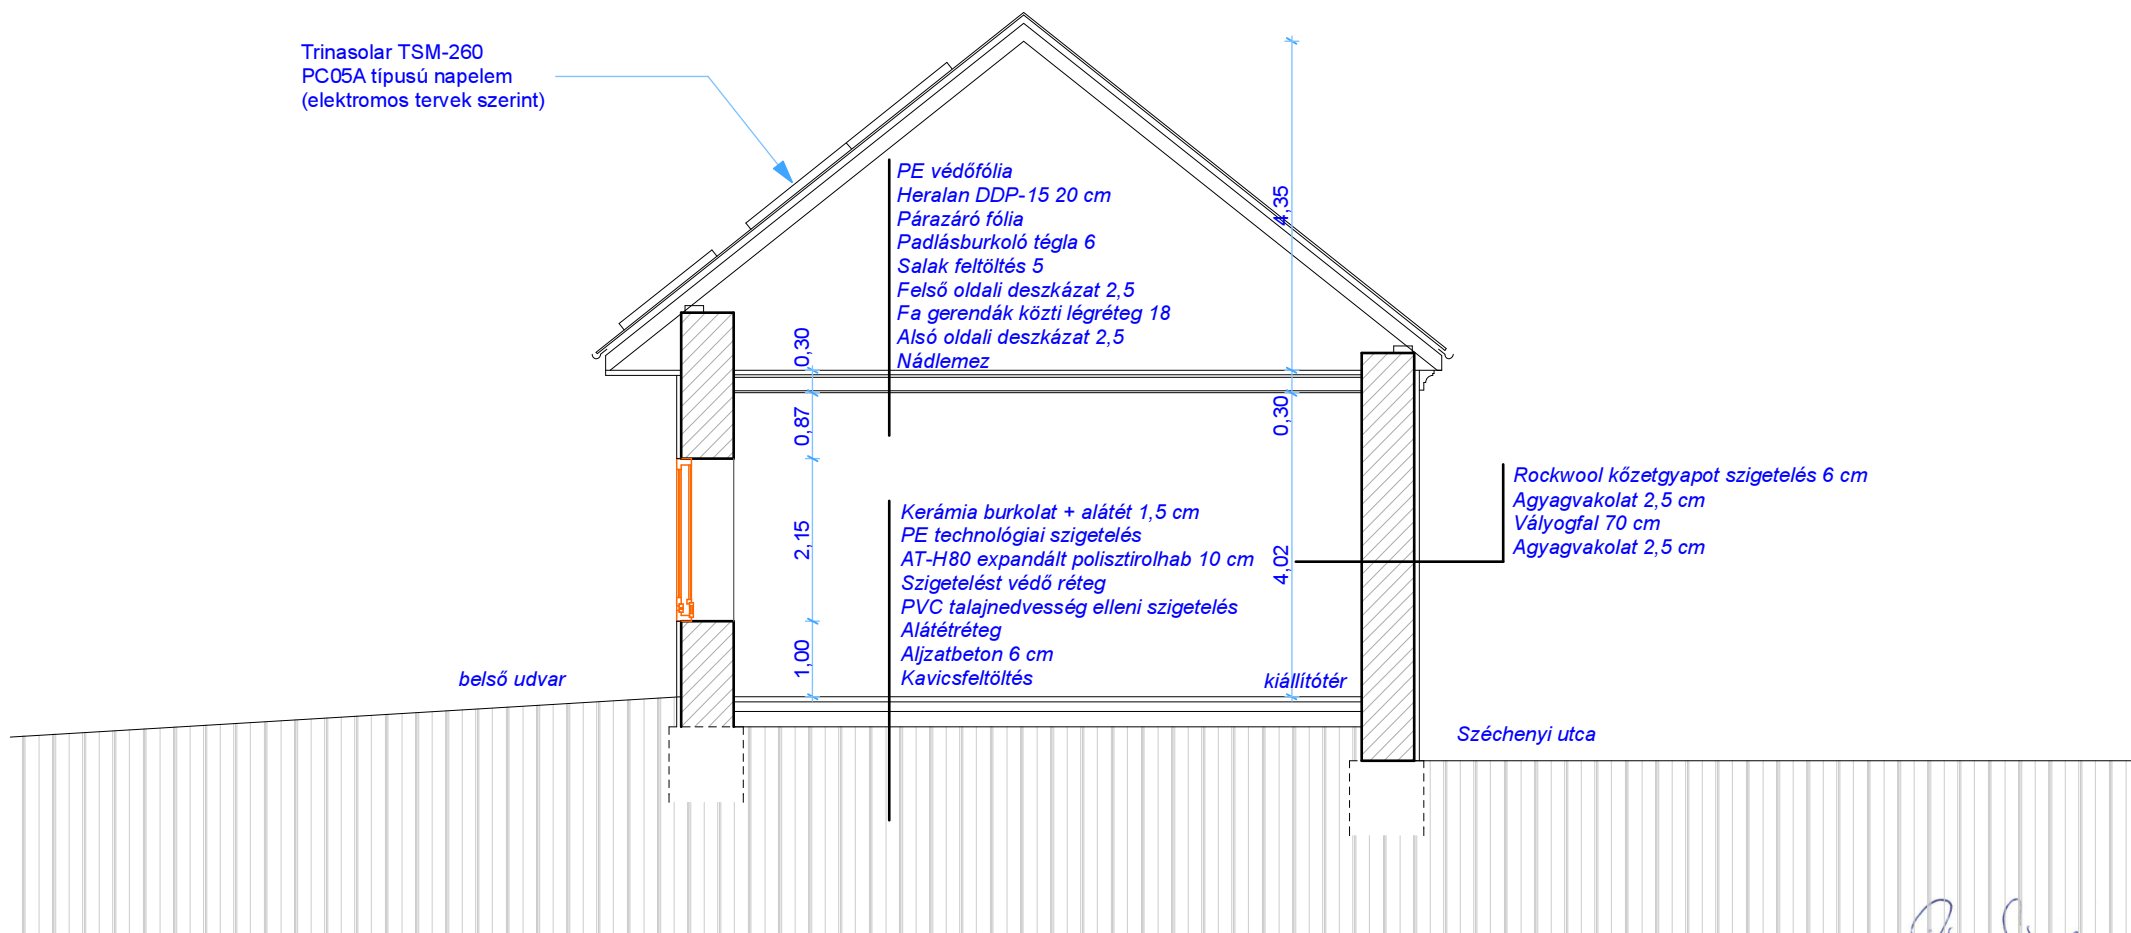 Trinasolar TSM-260
PC05A típusú napelem
(elektromos tervek szerint)
PE védőfólia
Heralan DDP-15 20 cm
Párazáró fólia
Padlásburkoló tégla 6
Salak feltöltés 5
Felső oldali deszkázat 2,5
Fa gerendák közti légréteg 18
Alsó oldali deszkázat 2,5
Nádlemez
4,35
0,30
0,87
0,30
2,15
4,02
1,00
Rockwool kőzetgyapot szigetelés 6 cm
Agyagvakolat 2,5 cm
Vályogfal 70 cm
Agyagvakolat 2,5 cm
Kerámia burkolat + alátét 1,5 cm
PE technológiai szigetelés
AT-H80 expandált polisztirolhab 10 cm
Szigetelést védő réteg
PVC talajnedvesség elleni szigetelés
Alátétréteg
Aljzatbeton 6 cm
Kavicsfeltöltés
belső udvar
kiállítótér
Széchenyi utca